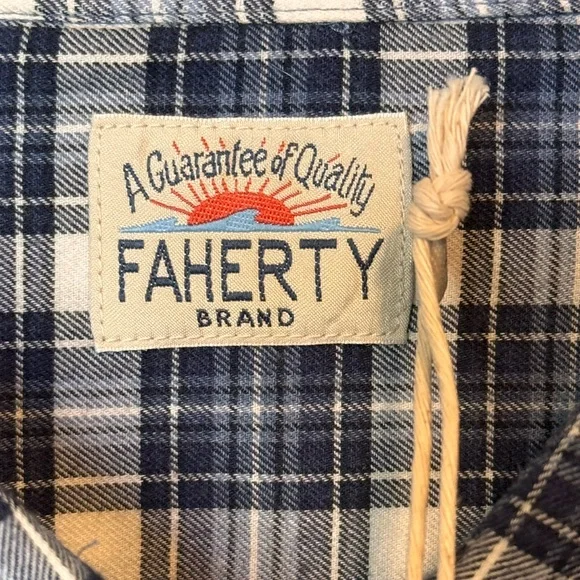 A Guarantee of Quality
FAHERTY
BRAND